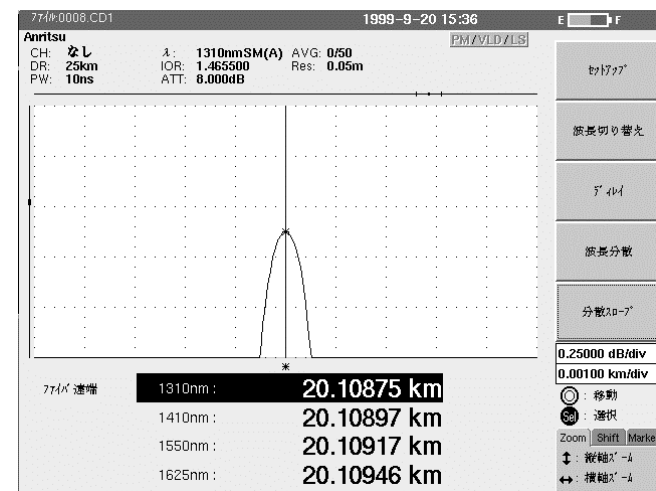 ﾌｧｲﾙ:0008.CD1 1999-9-20 15:36 E F
Anritsu PM/VLD/LS
CH: なし λ: 1310nmSM(A) AVG: 0/50
DR: 25km IOR: 1.465500 Res: 0.05m
PW: 10ns ATT: 8.000dB
ｾｯﾄｱｯﾌﾟ
波長切り替え
ﾃﾞｨﾚｲ
波長分散
分散ｽﾛｰﾌﾟ
0.25000 dB/div
0.00100 km/div
ﾌｧｲﾊﾞ遠端 1310nm : 20.10875 km
1410nm : 20.10897 km
1550nm : 20.10917 km
1625nm : 20.10946 km
: 移動
Sel : 選択
Zoom Shift Marke
↕ : 縦軸ｽﾞｰﾑ
↔ : 横軸ｽﾞｰﾑ